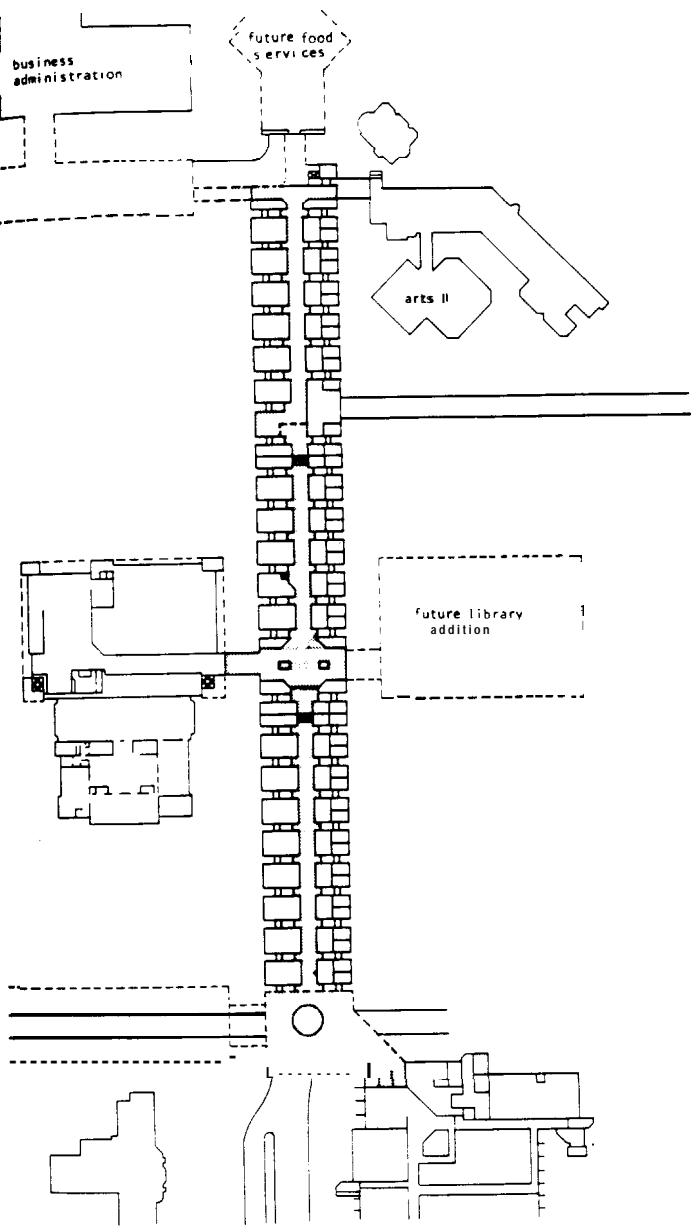 future food
services
business
administration
arts II
future library
addition